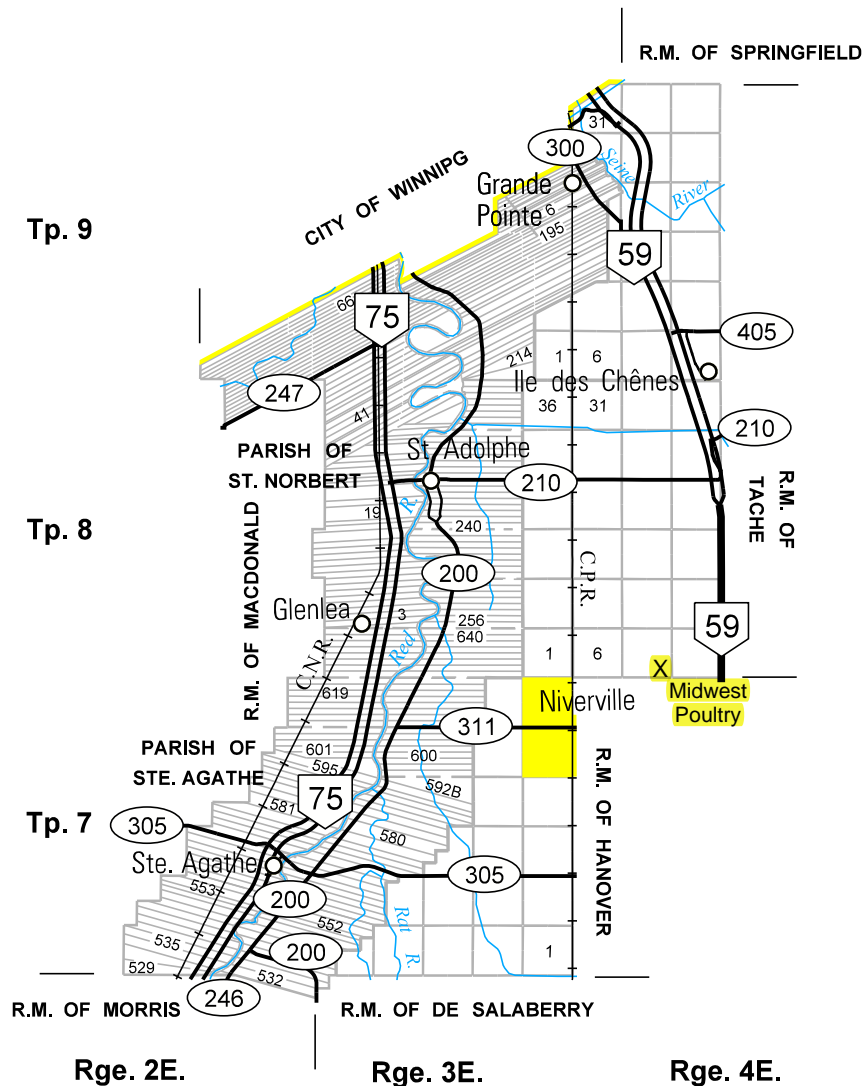 R.M. OF SPRINGFIELD
31
300
Seine
River
Grande
Pointe
6
195
CITY OF WINNIPG
Tp. 9
59
66
75
405
214
1
6
Ile des Chênes
247
36
31
41
210
PARISH OF
ST. NORBERT
St. Adolphe
210
R.M. OF
TACHE
R.
19
240
Tp. 8
R.M. OF MACDONALD
200
C.P.R.
Glenlea
3
256
640
59
C.N.R.
Red
1
6
X
Midwest
Poultry
619
Niverville
311
601
600
PARISH OF
STE. AGATHE
595
592B
R.M. OF HANOVER
75
581
Tp. 7
305
580
Ste. Agathe
305
553
200
552
Rat
R.
535
200
1
529
532
246
R.M. OF MORRIS
R.M. OF DE SALABERRY
Rge. 2E.
Rge. 3E.
Rge. 4E.